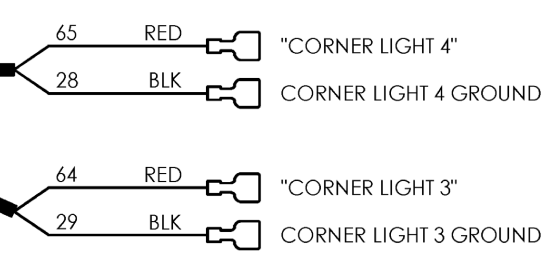 65 RED "CORNER LIGHT 4"
28 BLK CORNER LIGHT 4 GROUND
64 RED "CORNER LIGHT 3"
29 BLK CORNER LIGHT 3 GROUND